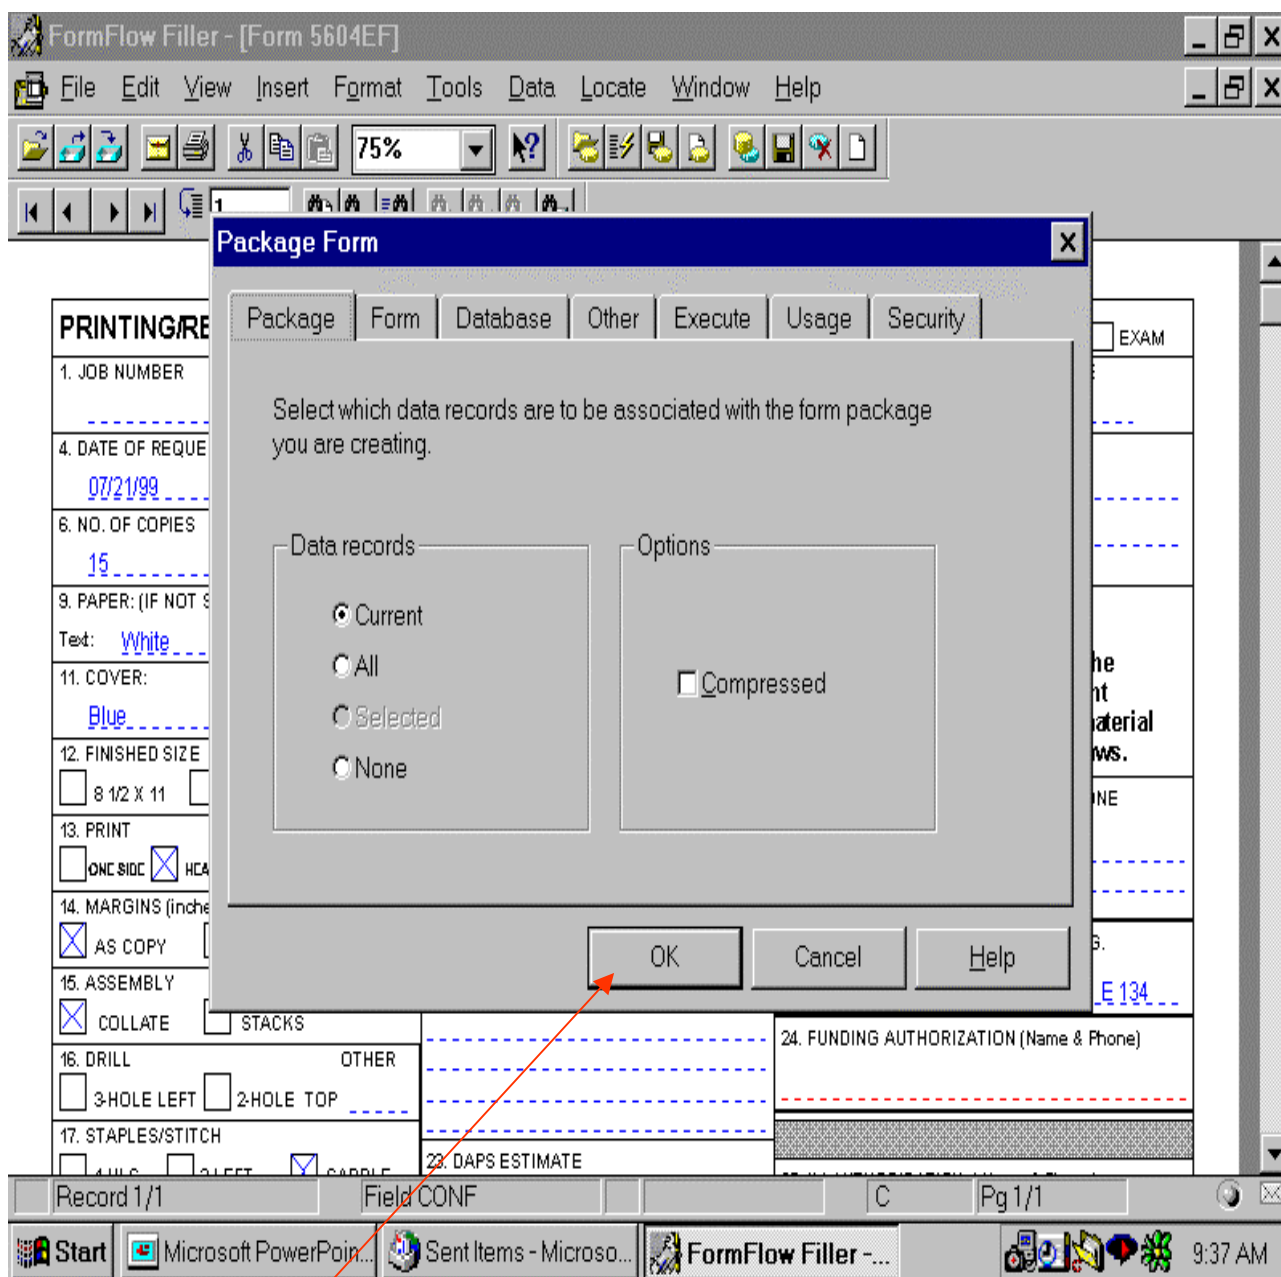 FormFlow Filler - [Form 5604EF]
File Edit View Insert Format Tools Data Locate Window Help
75%
1
Package Form
Package Form Database Other Execute Usage Security
Select which data records are to be associated with the form package
you are creating.
Data records
Current
All
Selected
None
Options
Compressed
OK Cancel Help
PRINTING/RE
EXAM
1. JOB NUMBER
4. DATE OF REQUE
07/21/99
6. NO. OF COPIES
15
9. PAPER: (IF NOT S
Text: White
he
11. COVER:
nt
Blue
aterial
12. FINISHED SIZE
ws.
8 1/2 X 11
NE
13. PRINT
ONE SIDE HEA
14. MARGINS (inche
AS COPY
G.
15. ASSEMBLY
E 134
COLLATE STACKS
24. FUNDING AUTHORIZATION (Name & Phone)
16. DRILL OTHER
3-HOLE LEFT 2-HOLE TOP
17. STAPLES/STITCH
23. DAPS ESTIMATE
Record 1/1 Field CONF C Pg 1/1
Start Microsoft PowerPoin... Sent Items - Microso... FormFlow Filler -... 9:37 AM